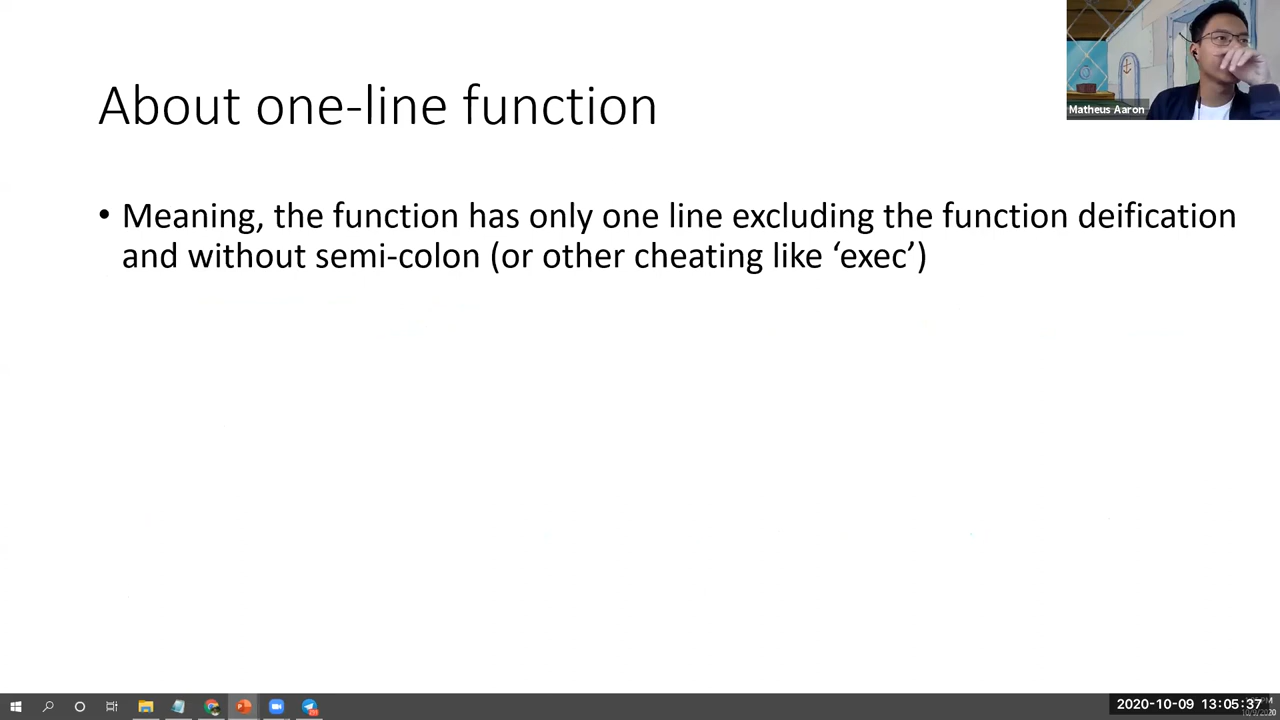 About one-line function
Matheus Aaron
• Meaning, the function has only one line excluding the function deification
and without semi-colon (or other cheating like ‘exec’)
2020-10-09 13:05:37